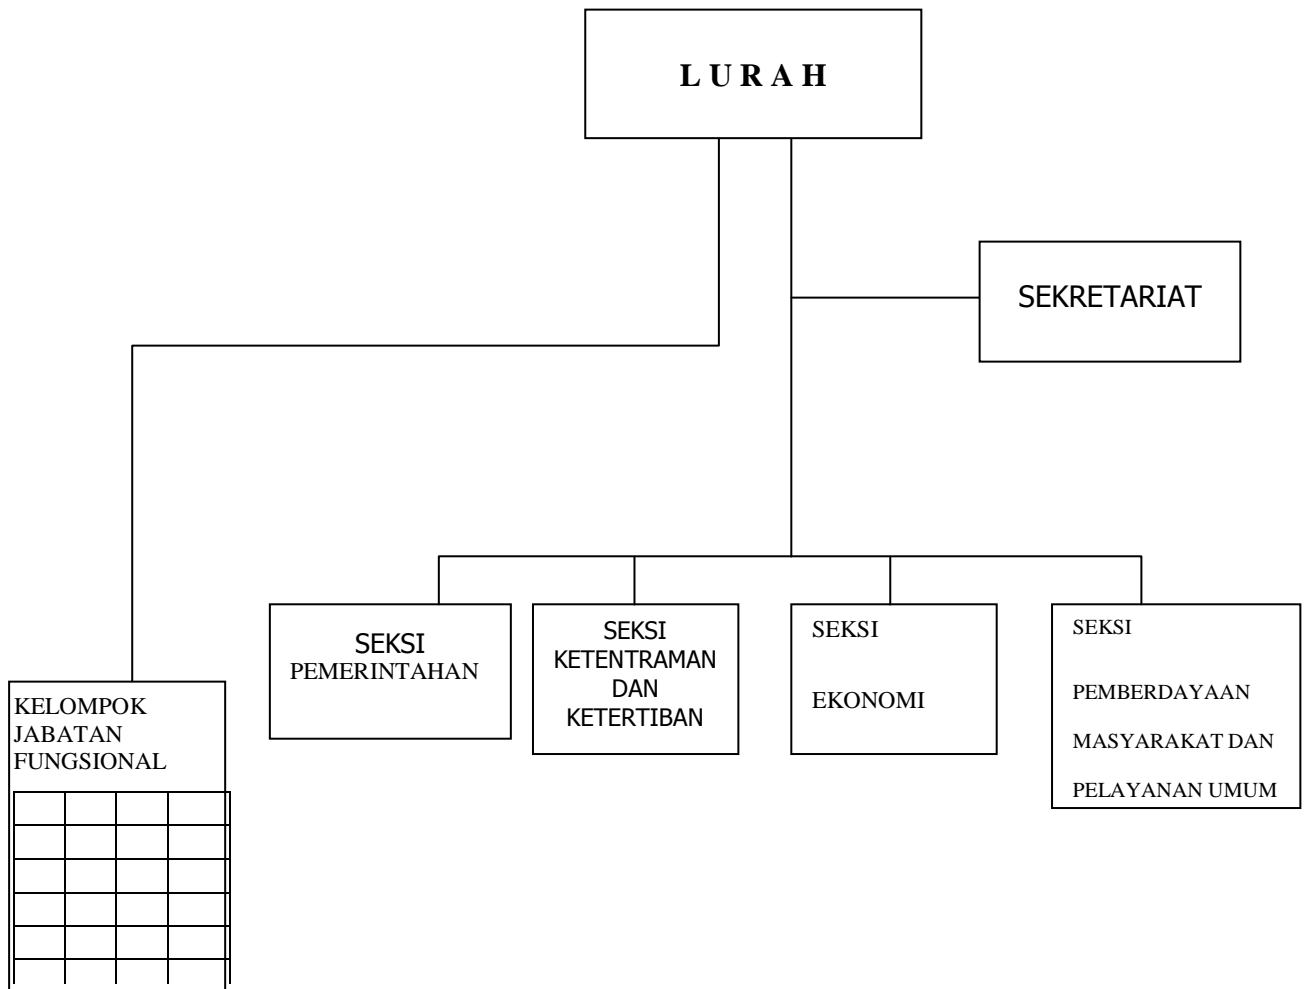 L U R A H
SEKRETARIAT
SEKSI
PEMERINTAHAN
SEKSI
KETENTRAMAN
DAN
KETERTIBAN
SEKSI
EKONOMI
SEKSI
PEMBERDAYAAN
MASYARAKAT DAN
PELAYANAN UMUM
KELOMPOK
JABATAN
FUNGSIONAL